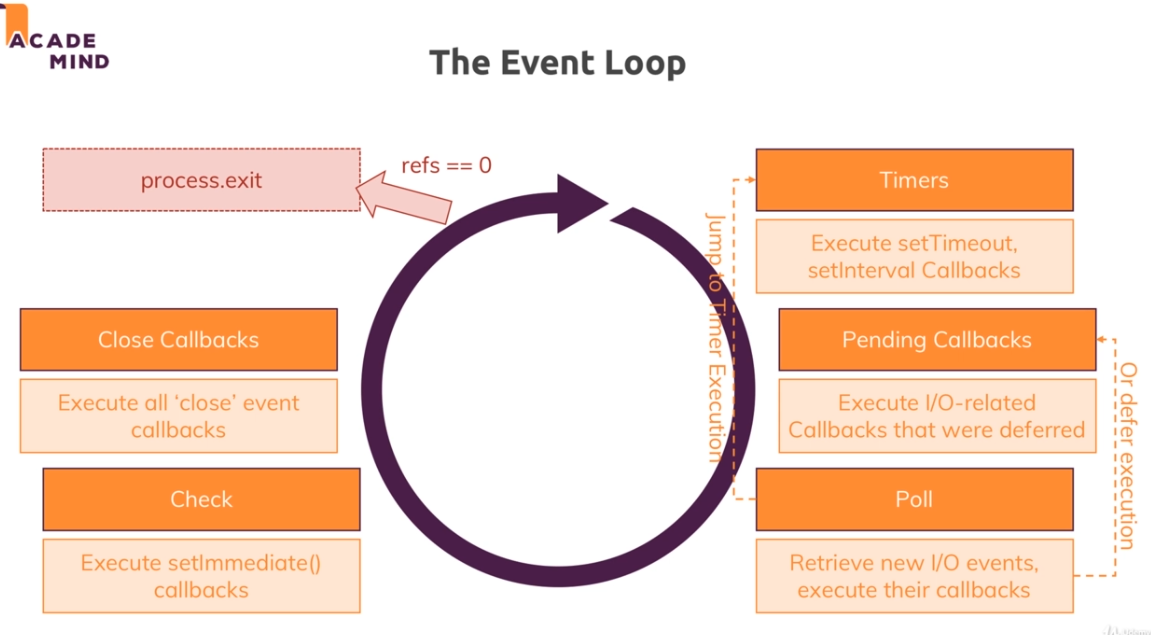 ACADE
MIND
The Event Loop
process.exit
refs == 0
Timers
Execute setTimeout,
setInterval Callbacks
Jump to Timer Execution
Close Callbacks
Execute all ‘close’ event
callbacks
Pending Callbacks
Execute I/O-related
Callbacks that were deferred
Or defer execution
Check
Execute setImmediate()
callbacks
Poll
Retrieve new I/O events,
execute their callbacks